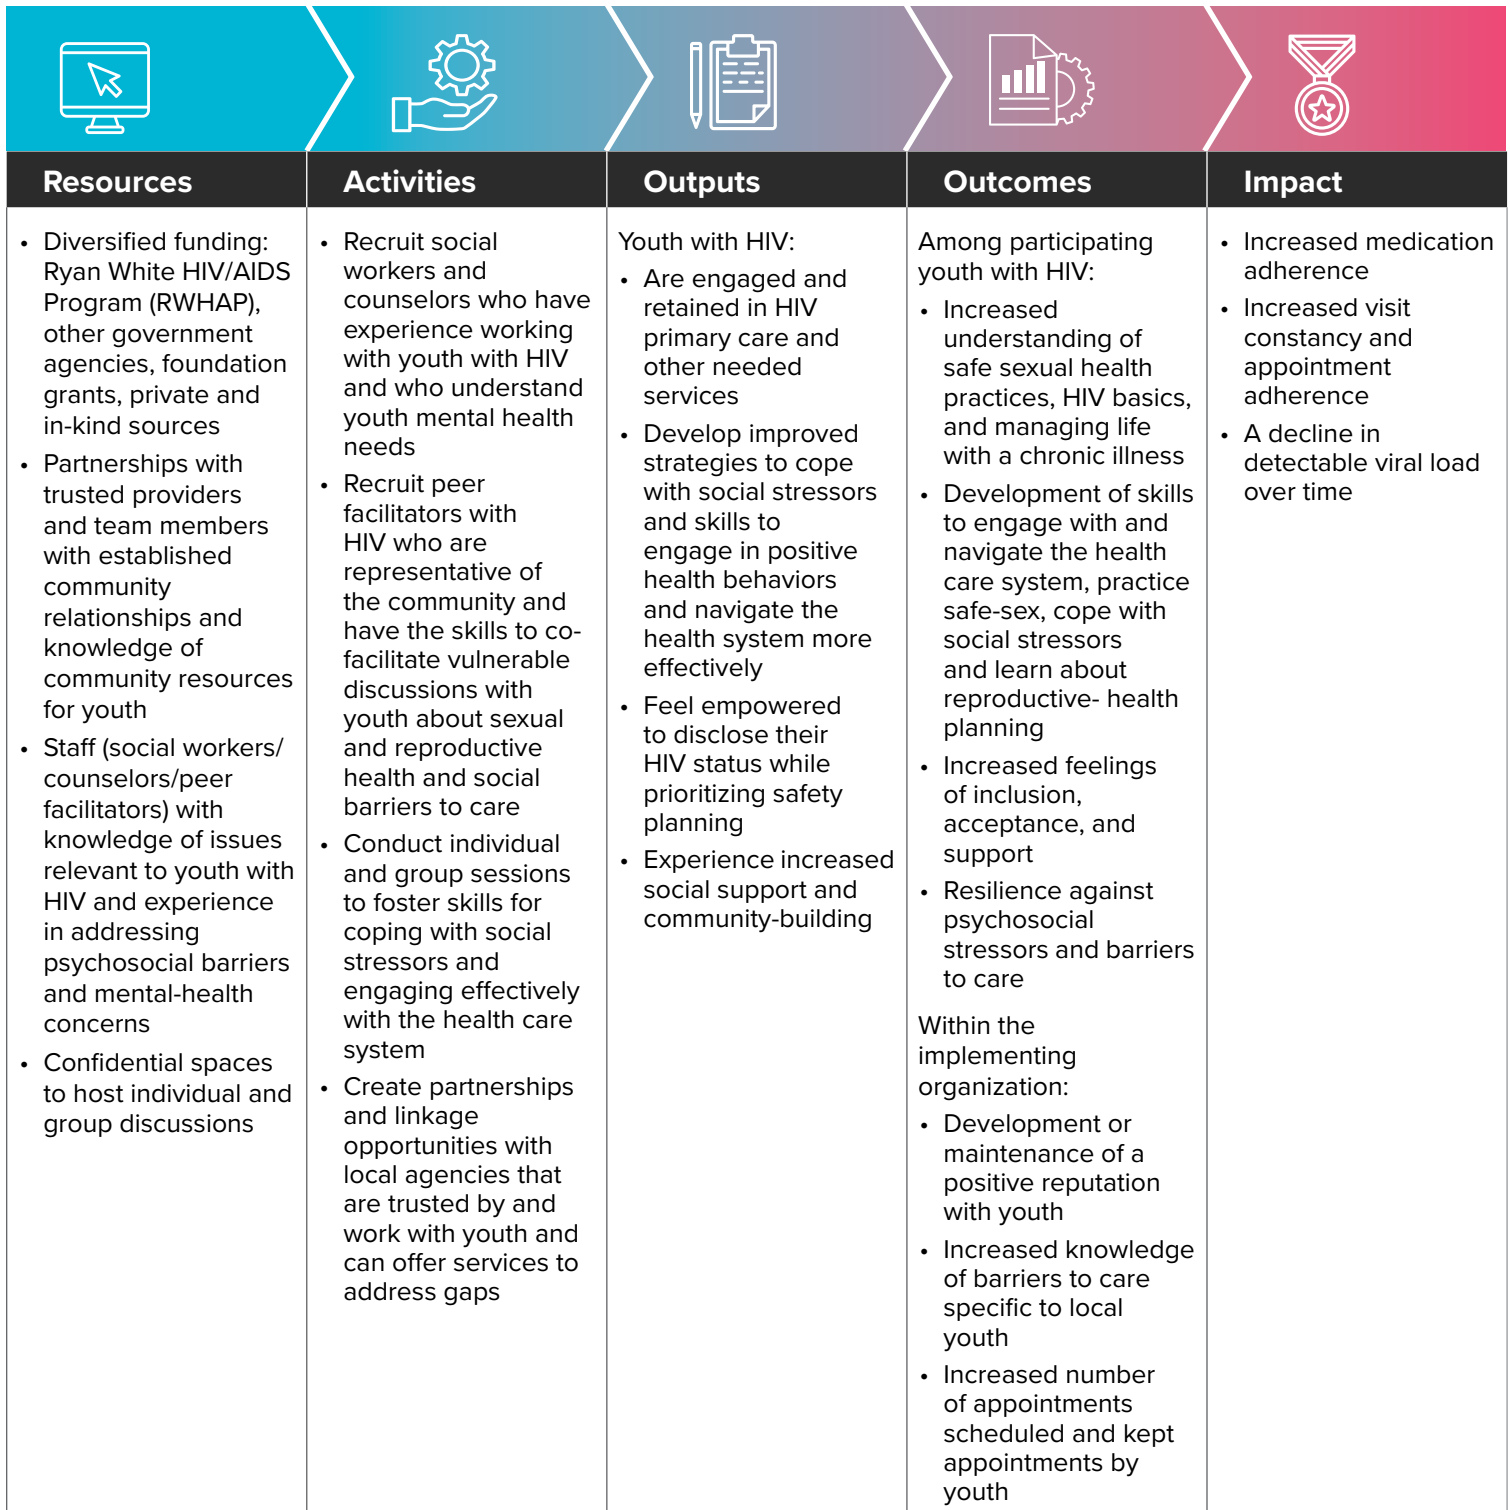 Resources
Activities
Outputs
Outcomes
Impact
• Diversified funding:
Ryan White HIV/AIDS
Program (RWHAP),
other government
agencies, foundation
grants, private and
in-kind sources
• Partnerships with
trusted providers
and team members
with established
community
relationships and
knowledge of
community resources
for youth
• Staff (social workers/
counselors/peer
facilitators) with
knowledge of issues
relevant to youth with
HIV and experience
in addressing
psychosocial barriers
and mental-health
concerns
• Confidential spaces
to host individual and
group discussions
• Recruit social
workers and
counselors who have
experience working
with youth with HIV
and who understand
youth mental health
needs
• Recruit peer
facilitators with
HIV who are
representative of
the community and
have the skills to co-
facilitate vulnerable
discussions with
youth about sexual
and reproductive
health and social
barriers to care
• Conduct individual
and group sessions
to foster skills for
coping with social
stressors and
engaging effectively
with the health care
system
• Create partnerships
and linkage
opportunities with
local agencies that
are trusted by and
work with youth and
can offer services to
address gaps
Youth with HIV:
• Are engaged and
retained in HIV
primary care and
other needed
services
• Develop improved
strategies to cope
with social stressors
and skills to
engage in positive
health behaviors
and navigate the
health system more
effectively
• Feel empowered
to disclose their
HIV status while
prioritizing safety
planning
• Experience increased
social support and
community-building
Among participating
youth with HIV:
• Increased
understanding of
safe sexual health
practices, HIV basics,
and managing life
with a chronic illness
• Development of skills
to engage with and
navigate the health
care system, practice
safe-sex, cope with
social stressors
and learn about
reproductive- health
planning
• Increased feelings
of inclusion,
acceptance, and
support
• Resilience against
psychosocial
stressors and barriers
to care
Within the
implementing
organization:
• Development or
maintenance of a
positive reputation
with youth
• Increased knowledge
of barriers to care
specific to local
youth
• Increased number
of appointments
scheduled and kept
appointments by
youth
• Increased medication
adherence
• Increased visit
constancy and
appointment
adherence
• A decline in
detectable viral load
over time